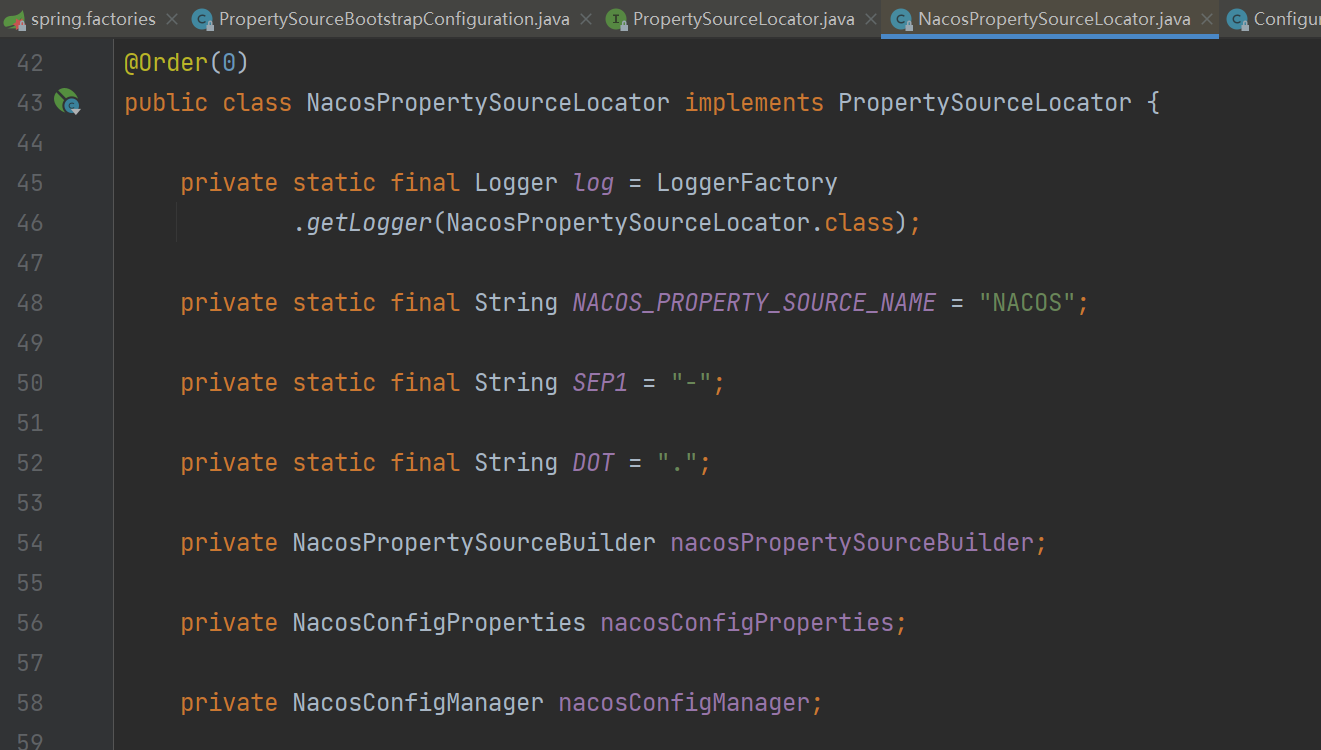 spring.factories PropertySourceBootstrapConfiguration.java PropertySourceLocator.java NacosPropertySourceLocator.java Configu
42 @Order(0)
43 public class NacosPropertySourceLocator implements PropertySourceLocator {
44
45 private static final Logger log = LoggerFactory
46 .getLogger(NacosPropertySourceLocator.class);
47
48 private static final String NACOS_PROPERTY_SOURCE_NAME = "NACOS";
49
50 private static final String SEP1 = "-";
51
52 private static final String DOT = ".";
53
54 private NacosPropertySourceBuilder nacosPropertySourceBuilder;
55
56 private NacosConfigProperties nacosConfigProperties;
57
58 private NacosConfigManager nacosConfigManager;
59